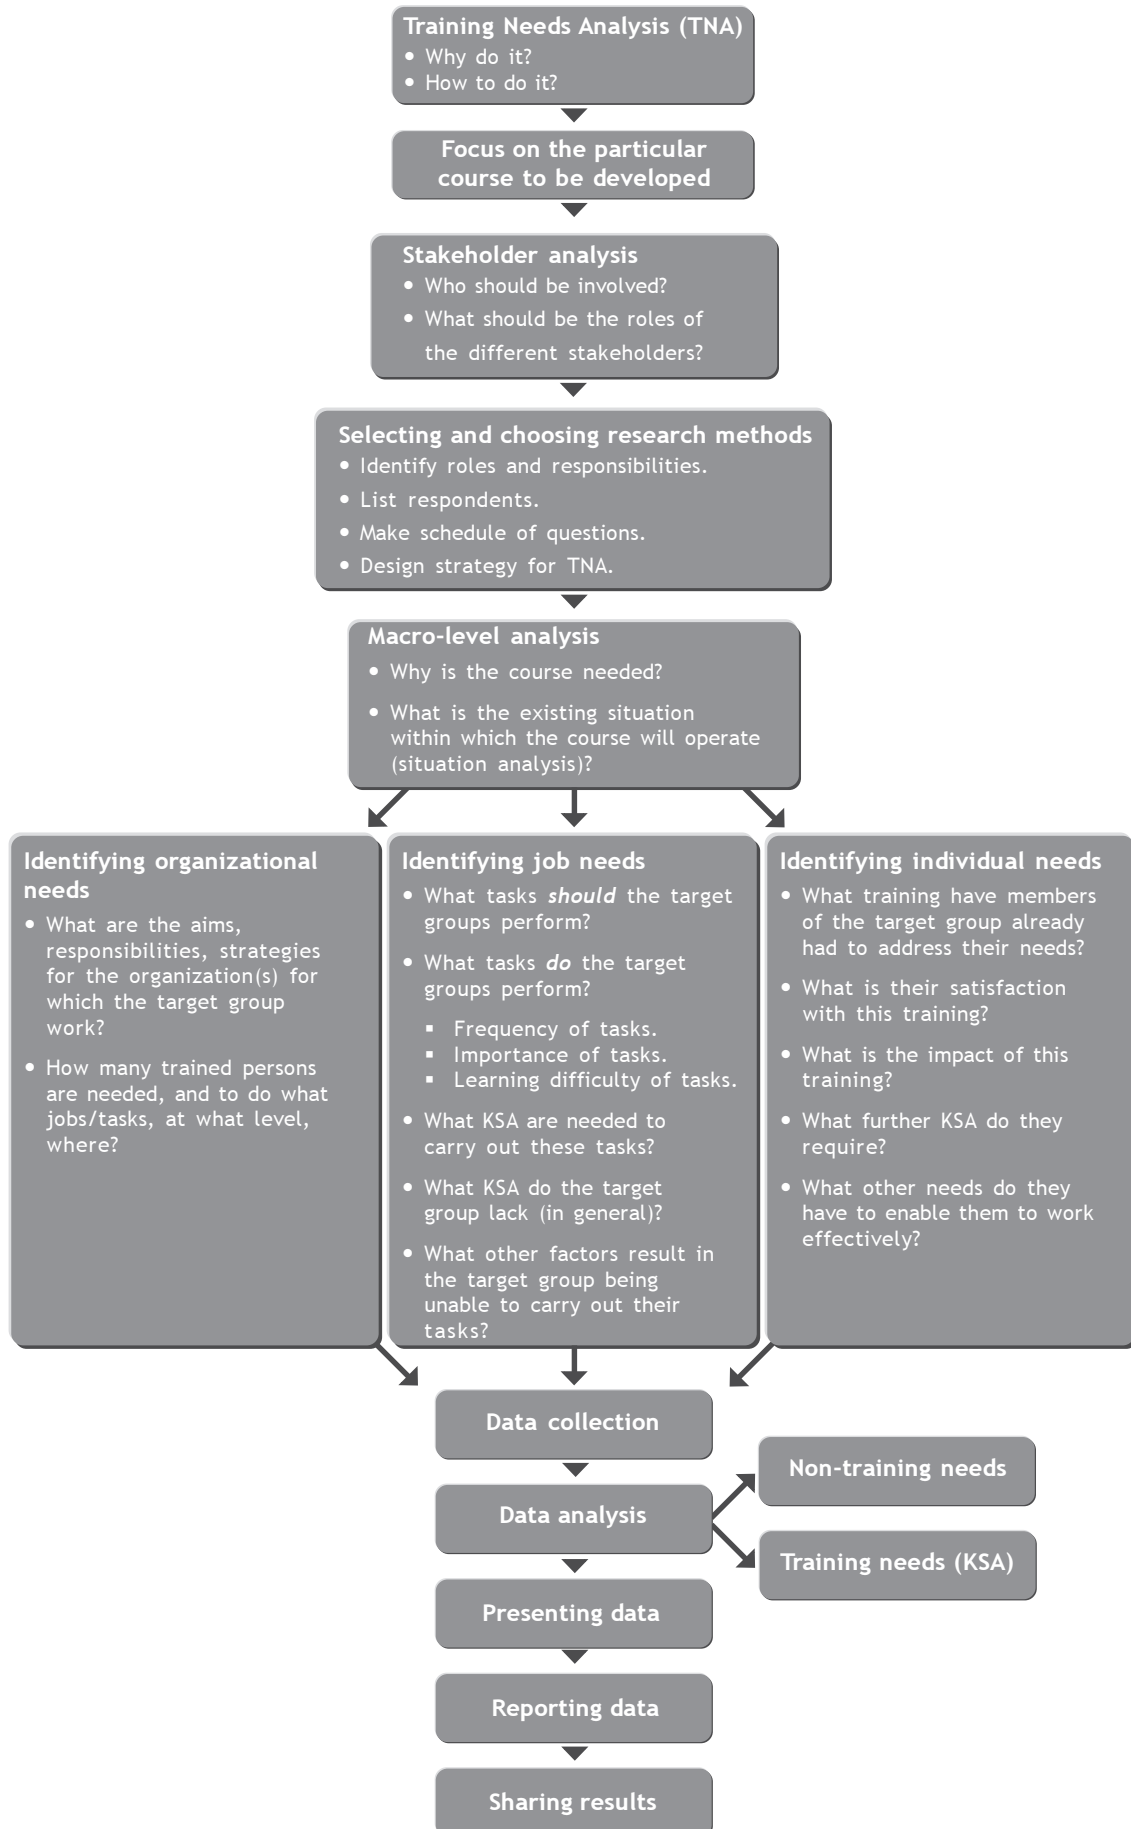 Training Needs Analysis (TNA)
• Why do it?
• How to do it?
Focus on the particular
course to be developed
Stakeholder analysis
• Who should be involved?
• What should be the roles of
the different stakeholders?
Selecting and choosing research methods
• Identify roles and responsibilities.
• List respondents.
• Make schedule of questions.
• Design strategy for TNA.
Macro-level analysis
• Why is the course needed?
• What is the existing situation
within which the course will operate
(situation analysis)?
Identifying organizational
needs
• What are the aims,
responsibilities, strategies
for the organization(s) for
which the target group
work?
• How many trained persons
are needed, and to do what
jobs/tasks, at what level,
where?
Identifying job needs
• What tasks should the target
groups perform?
• What tasks do the target
groups perform?
▪ Frequency of tasks.
▪ Importance of tasks.
▪ Learning difficulty of tasks.
• What KSA are needed to
carry out these tasks?
• What KSA do the target
group lack (in general)?
• What other factors result in
the target group being
unable to carry out their
tasks?
Identifying individual needs
• What training have members
of the target group already
had to address their needs?
• What is their satisfaction
with this training?
• What is the impact of this
training?
• What further KSA do they
require?
• What other needs do they
have to enable them to work
effectively?
Data collection
Non-training needs
Data analysis
Training needs (KSA)
Presenting data
Reporting data
Sharing results